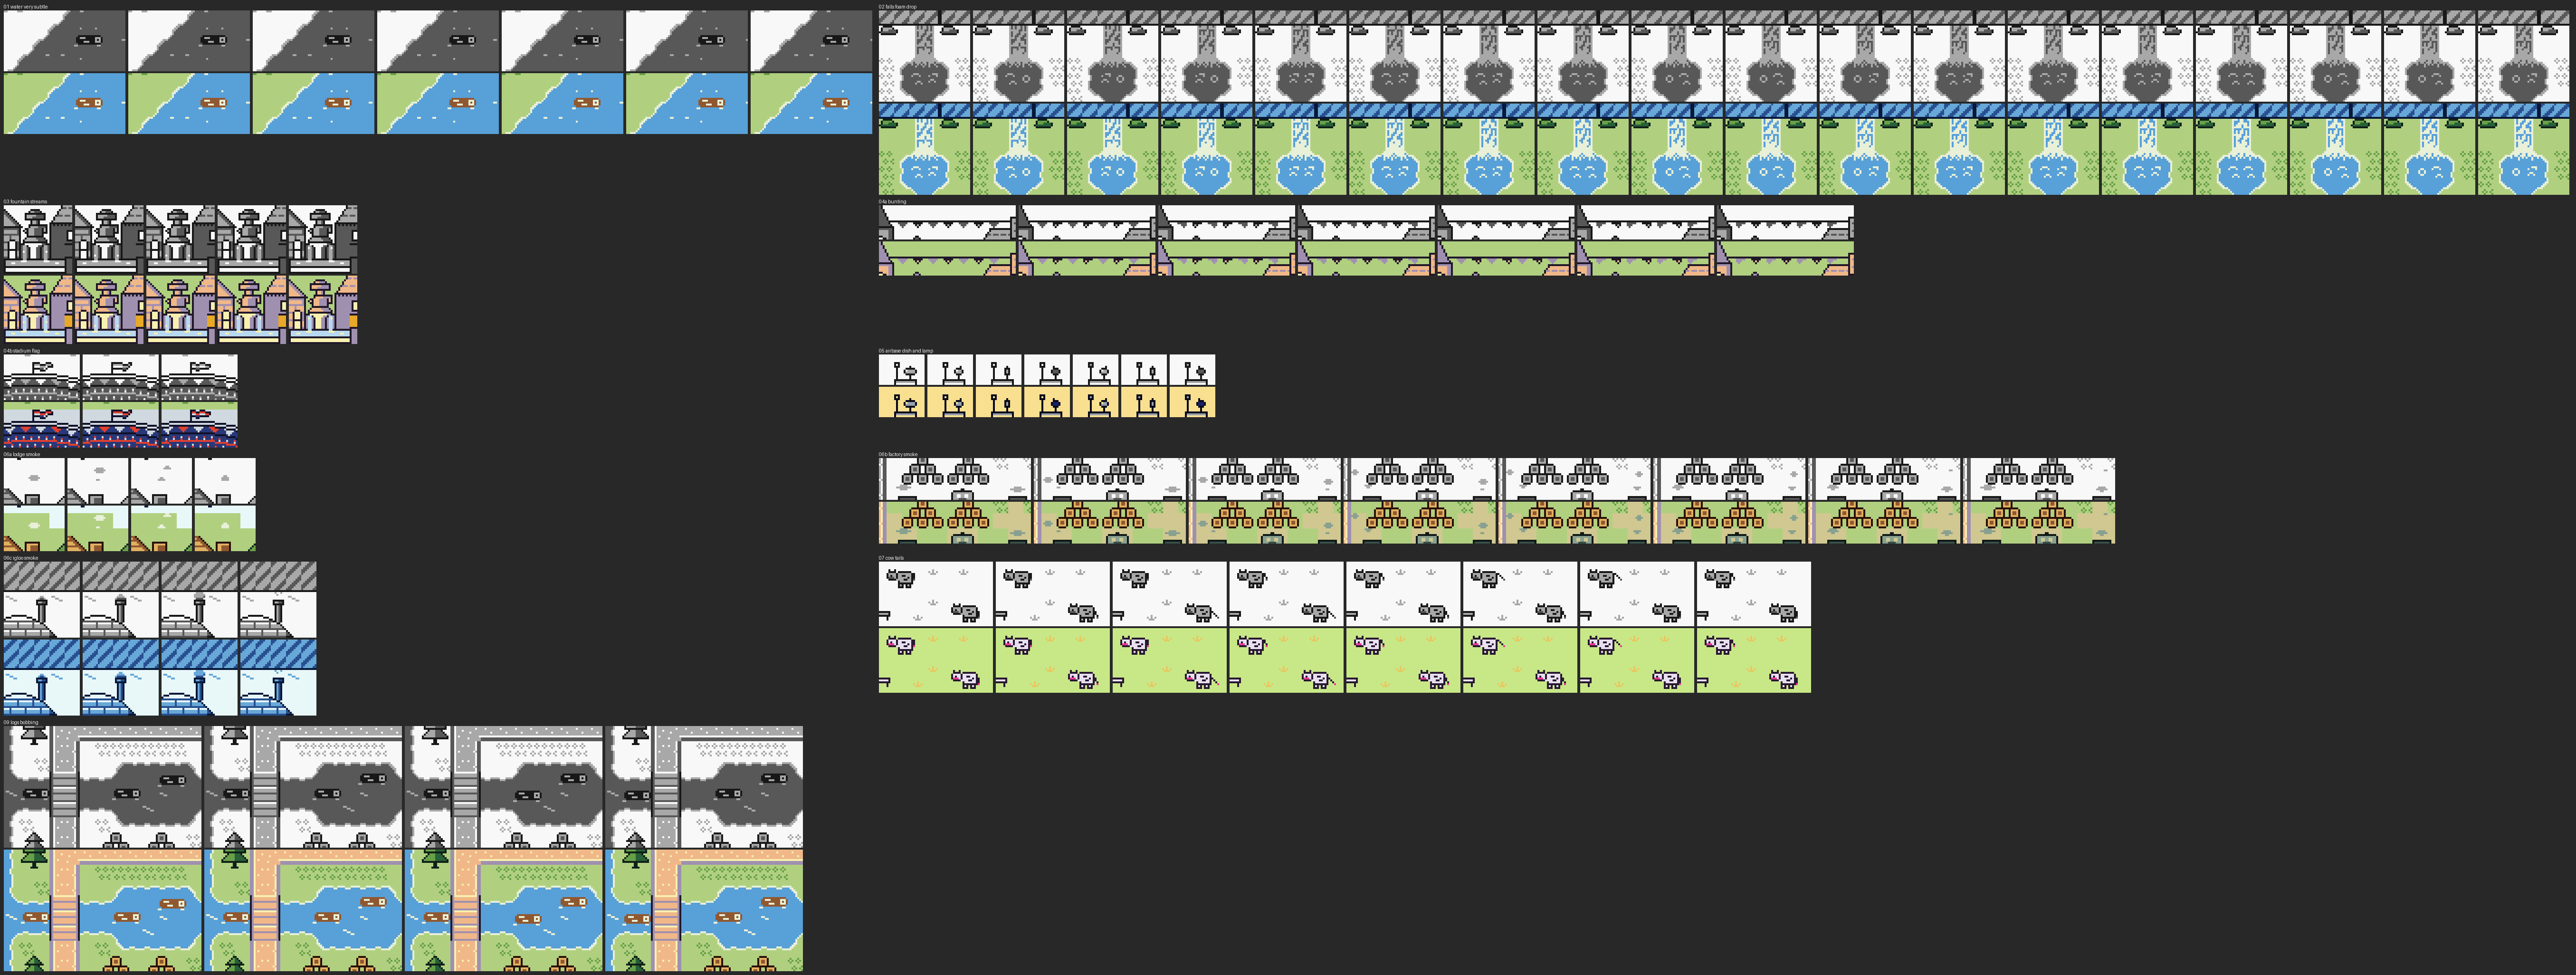 01 water very subtle
02 falls foam drop
03 fountain streams
04a bunting
04b stadium flag
05 airbase dish and lamp
06a lodge smoke
06b factory smoke
06c igloo smoke
07 cow tails
09 logs bobbing